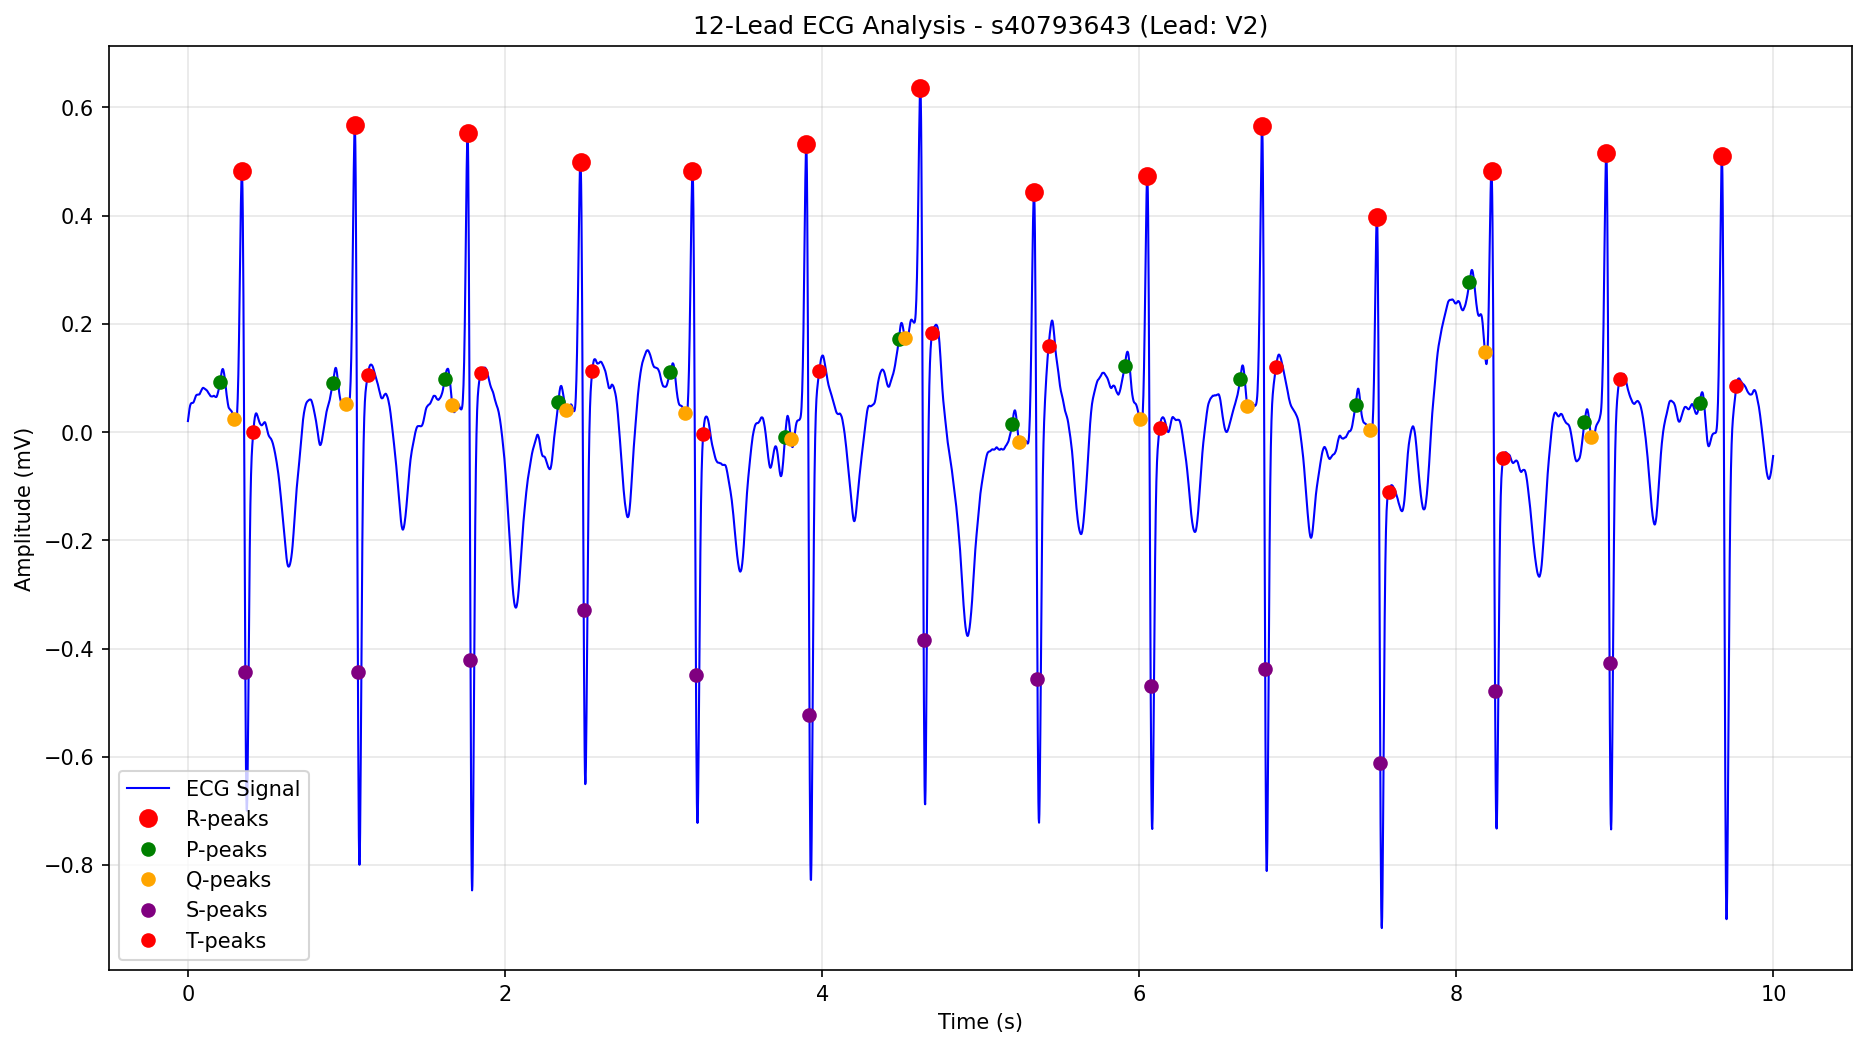 12-Lead ECG Analysis - s40793643 (Lead: V2)
Amplitude (mV)
0.6
0.4
0.2
0.0
−0.2
−0.4
−0.6
−0.8
ECG Signal
R-peaks
P-peaks
Q-peaks
S-peaks
T-peaks
0 2 4 6 8 10
Time (s)